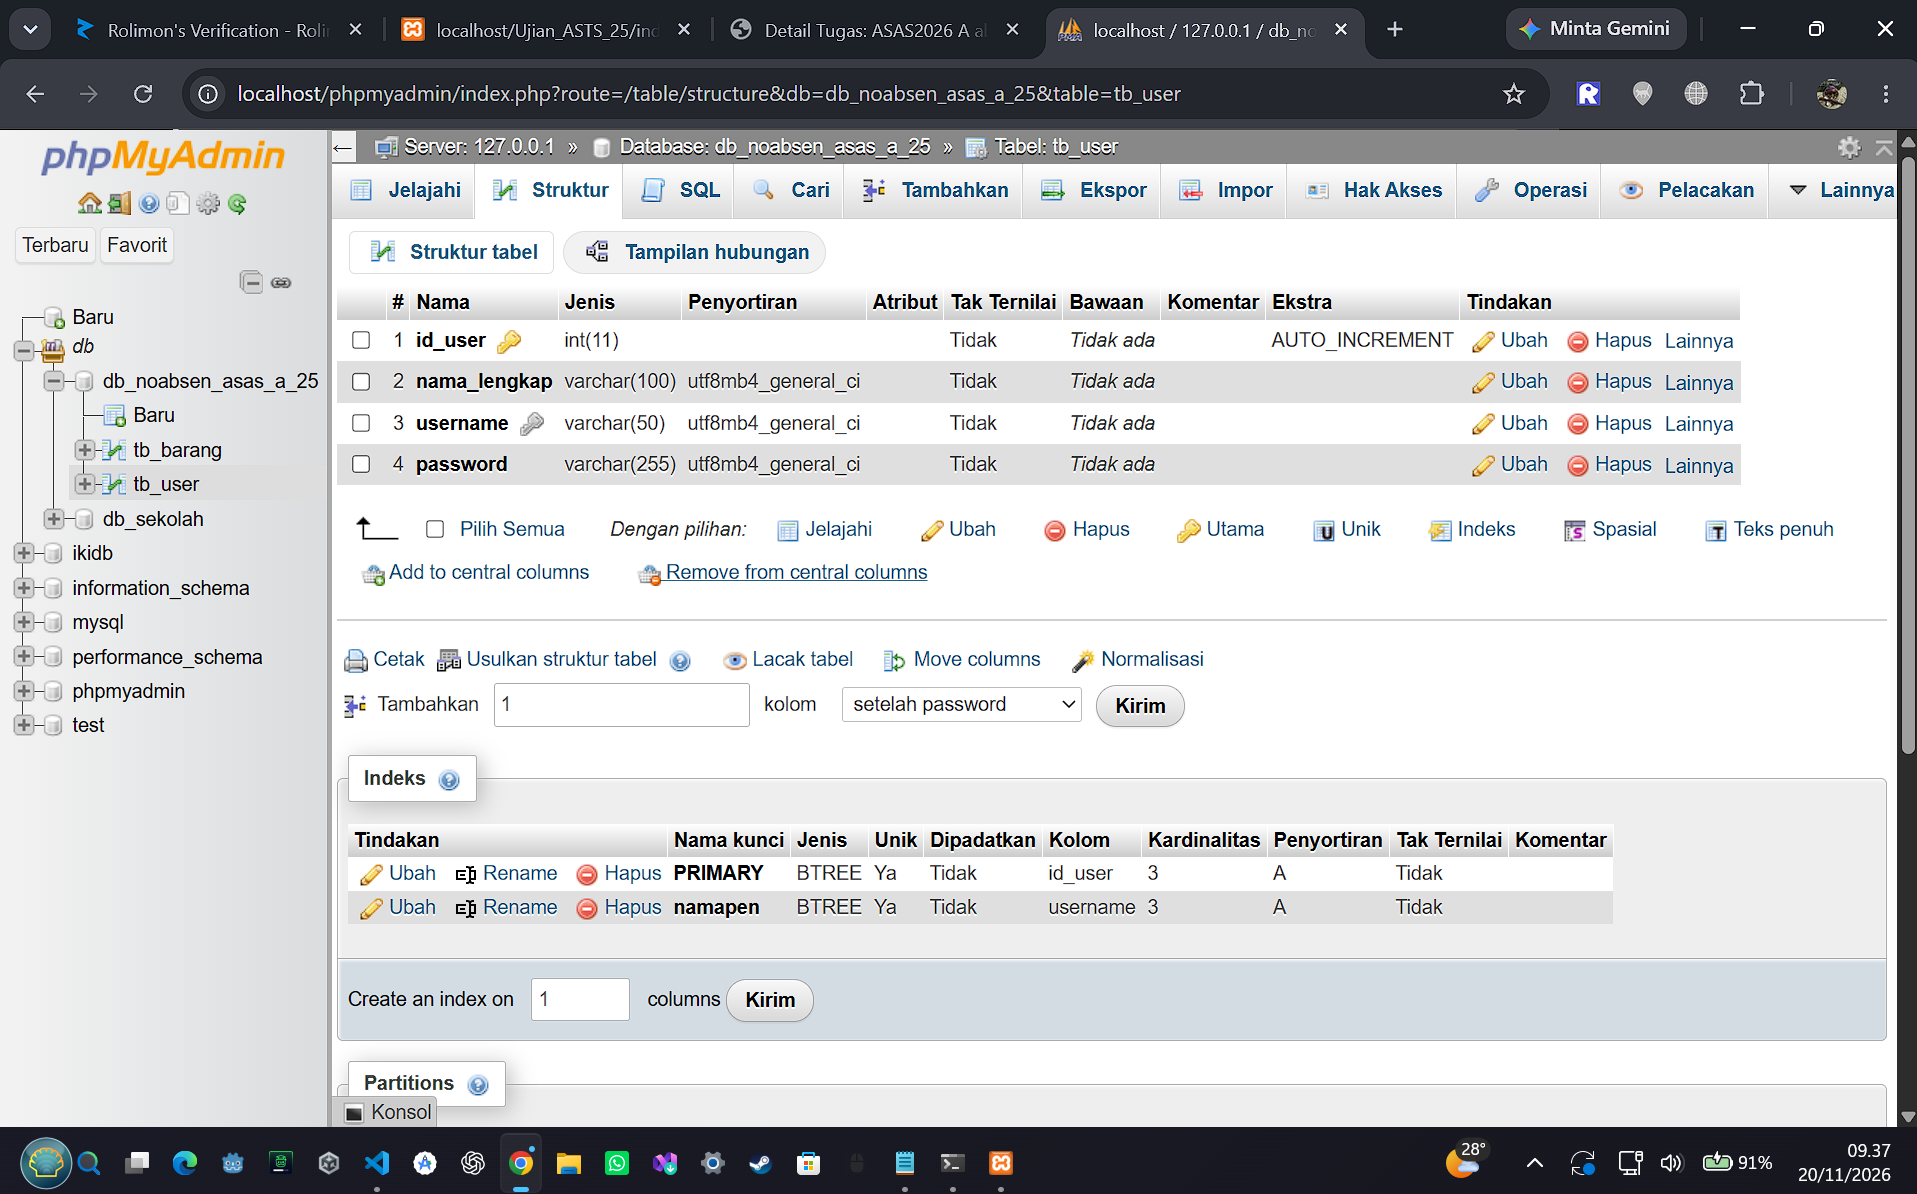 Rolimon's Verification - Roli
localhost/Ujian_ASTS_25/ind
Detail Tugas: ASAS2026 A al
localhost / 127.0.0.1 / db_no
Minta Gemini
localhost/phpmyadmin/index.php?route=/table/structure&db=db_noabsen_asas_a_25&table=tb_user
phpMyAdmin
Terbaru Favorit
Baru
db
db_noabsen_asas_a_25
Baru
tb_barang
tb_user
db_sekolah
ikidb
information_schema
mysql
performance_schema
phpmyadmin
test
Server: 127.0.0.1 » Database: db_noabsen_asas_a_25 » Tabel: tb_user
Jelajahi Struktur SQL Cari Tambahkan Ekspor Impor Hak Akses Operasi Pelacakan Lainnya
Struktur tabel Tampilan hubungan
# Nama Jenis Penyortiran Atribut Tak Ternilai Bawaan Komentar Ekstra Tindakan
1 id_user int(11) Tidak Tidak ada AUTO_INCREMENT Ubah Hapus Lainnya
2 nama_lengkap varchar(100) utf8mb4_general_ci Tidak Tidak ada Ubah Hapus Lainnya
3 username varchar(50) utf8mb4_general_ci Tidak Tidak ada Ubah Hapus Lainnya
4 password varchar(255) utf8mb4_general_ci Tidak Tidak ada Ubah Hapus Lainnya
Pilih Semua Dengan pilihan: Jelajahi Ubah Hapus Utama Unik Indeks Spasial Teks penuh
Add to central columns Remove from central columns
Cetak Usulkan struktur tabel Lacak tabel Move columns Normalisasi
Tambahkan 1 kolom setelah password Kirim
Indeks
Tindakan Nama kunci Jenis Unik Dipadatkan Kolom Kardinalitas Penyortiran Tak Ternilai Komentar
Ubah Rename Hapus PRIMARY BTREE Ya Tidak id_user 3 A Tidak
Ubah Rename Hapus namapen BTREE Ya Tidak username 3 A Tidak
Create an index on 1 columns Kirim
Partitions
Konsol
28°
91%
09.37
20/11/2026